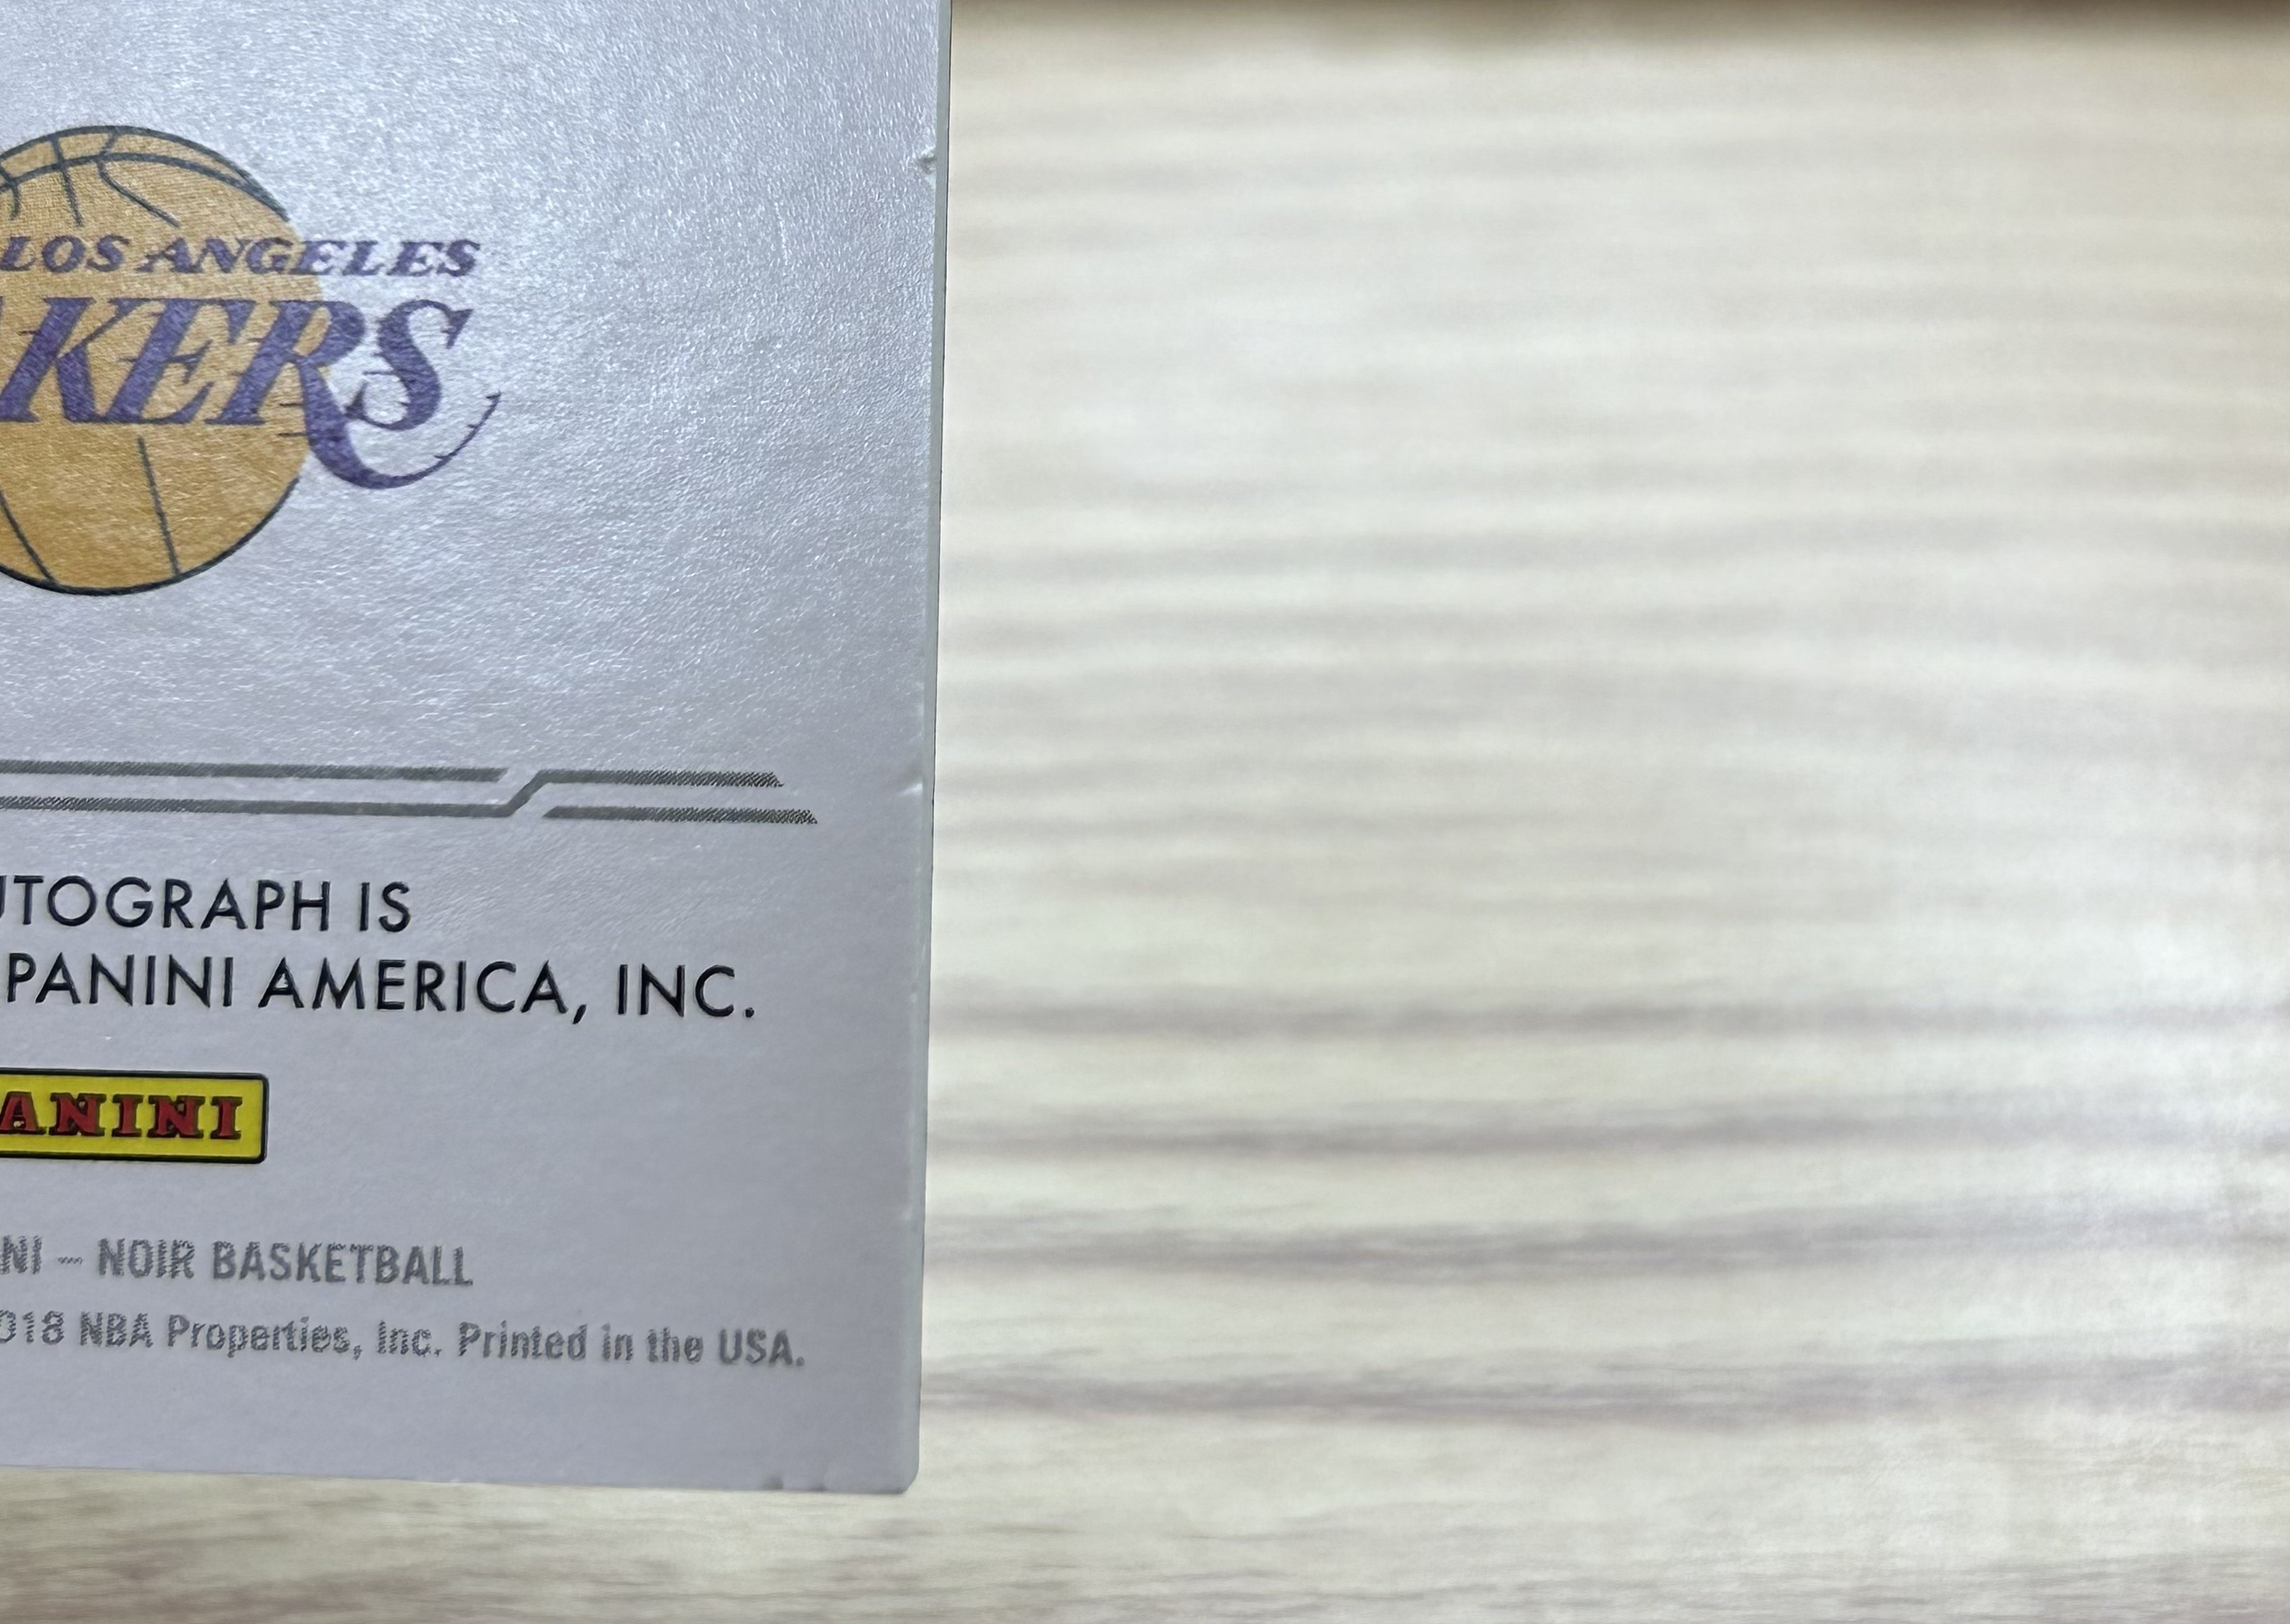 LOS ANGELES
KERS
UTOGRAPH IS
PANINI AMERICA, INC.
ANINI
NI – NOIR BASKETBALL
018 NBA Properties, Inc. Printed in the USA.